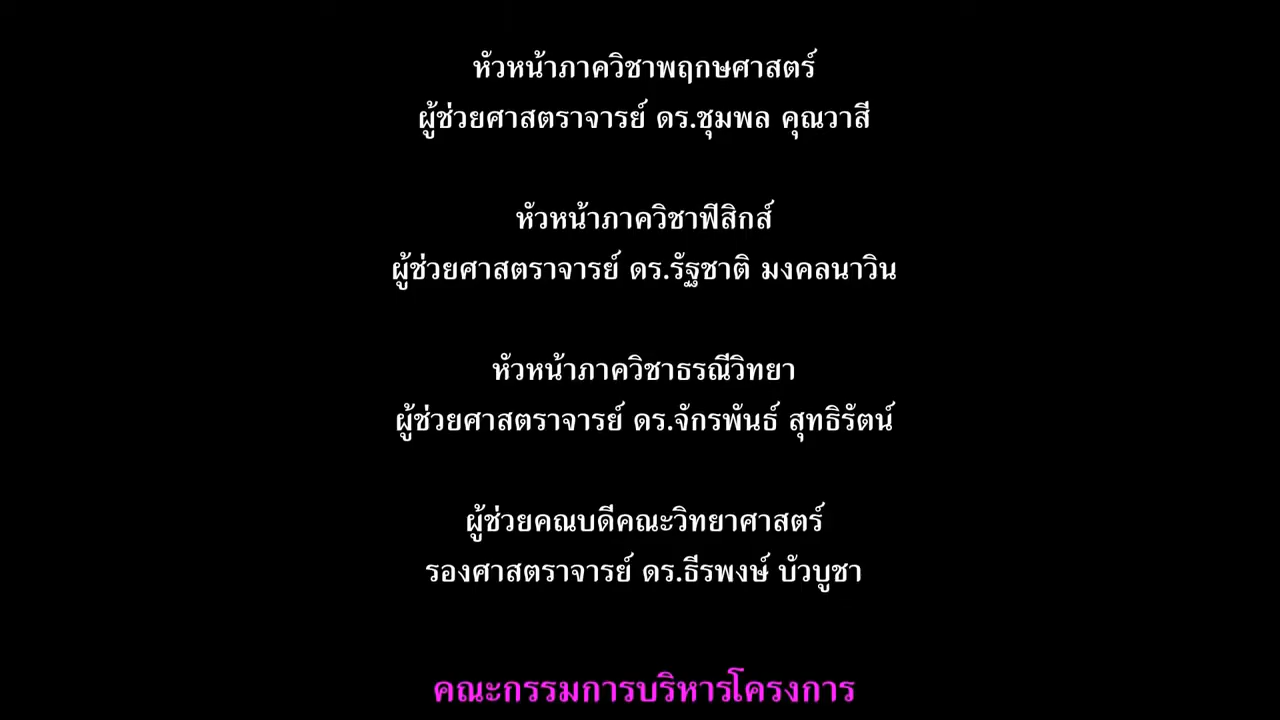 หัวหน้าภาควิชาพฤกษศาสตร์
ผู้ช่วยศาสตราจารย์ ดร.ชุมพล คุณวาสี
หัวหน้าภาควิชาฟิสิกส์
ผู้ช่วยศาสตราจารย์ ดร.รัฐชาติ มงคลนาวิน
หัวหน้าภาควิชาธรณีวิทยา
ผู้ช่วยศาสตราจารย์ ดร.จักรพันธ์ สุทธิรัตน์
ผู้ช่วยคณบดีคณะวิทยาศาสตร์
รองศาสตราจารย์ ดร.ธีรพงษ์ บัวบูชา
คณะกรรมการบริหารโครงการ